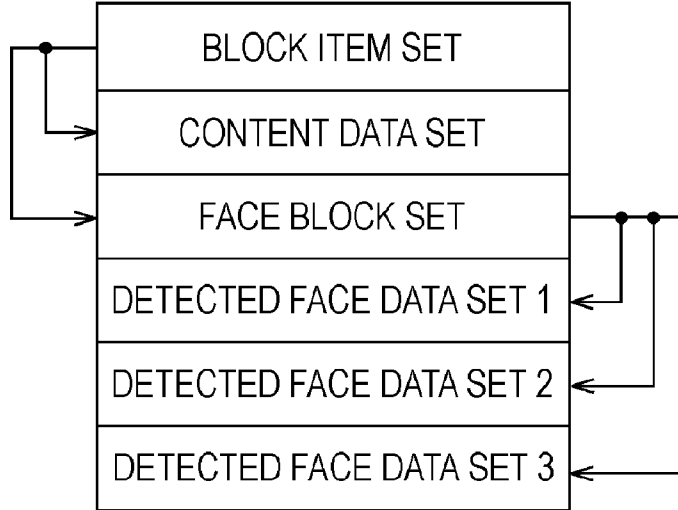 BLOCK ITEM SET
CONTENT DATA SET
FACE BLOCK SET
DETECTED FACE DATA SET 1
DETECTED FACE DATA SET 2
DETECTED FACE DATA SET 3